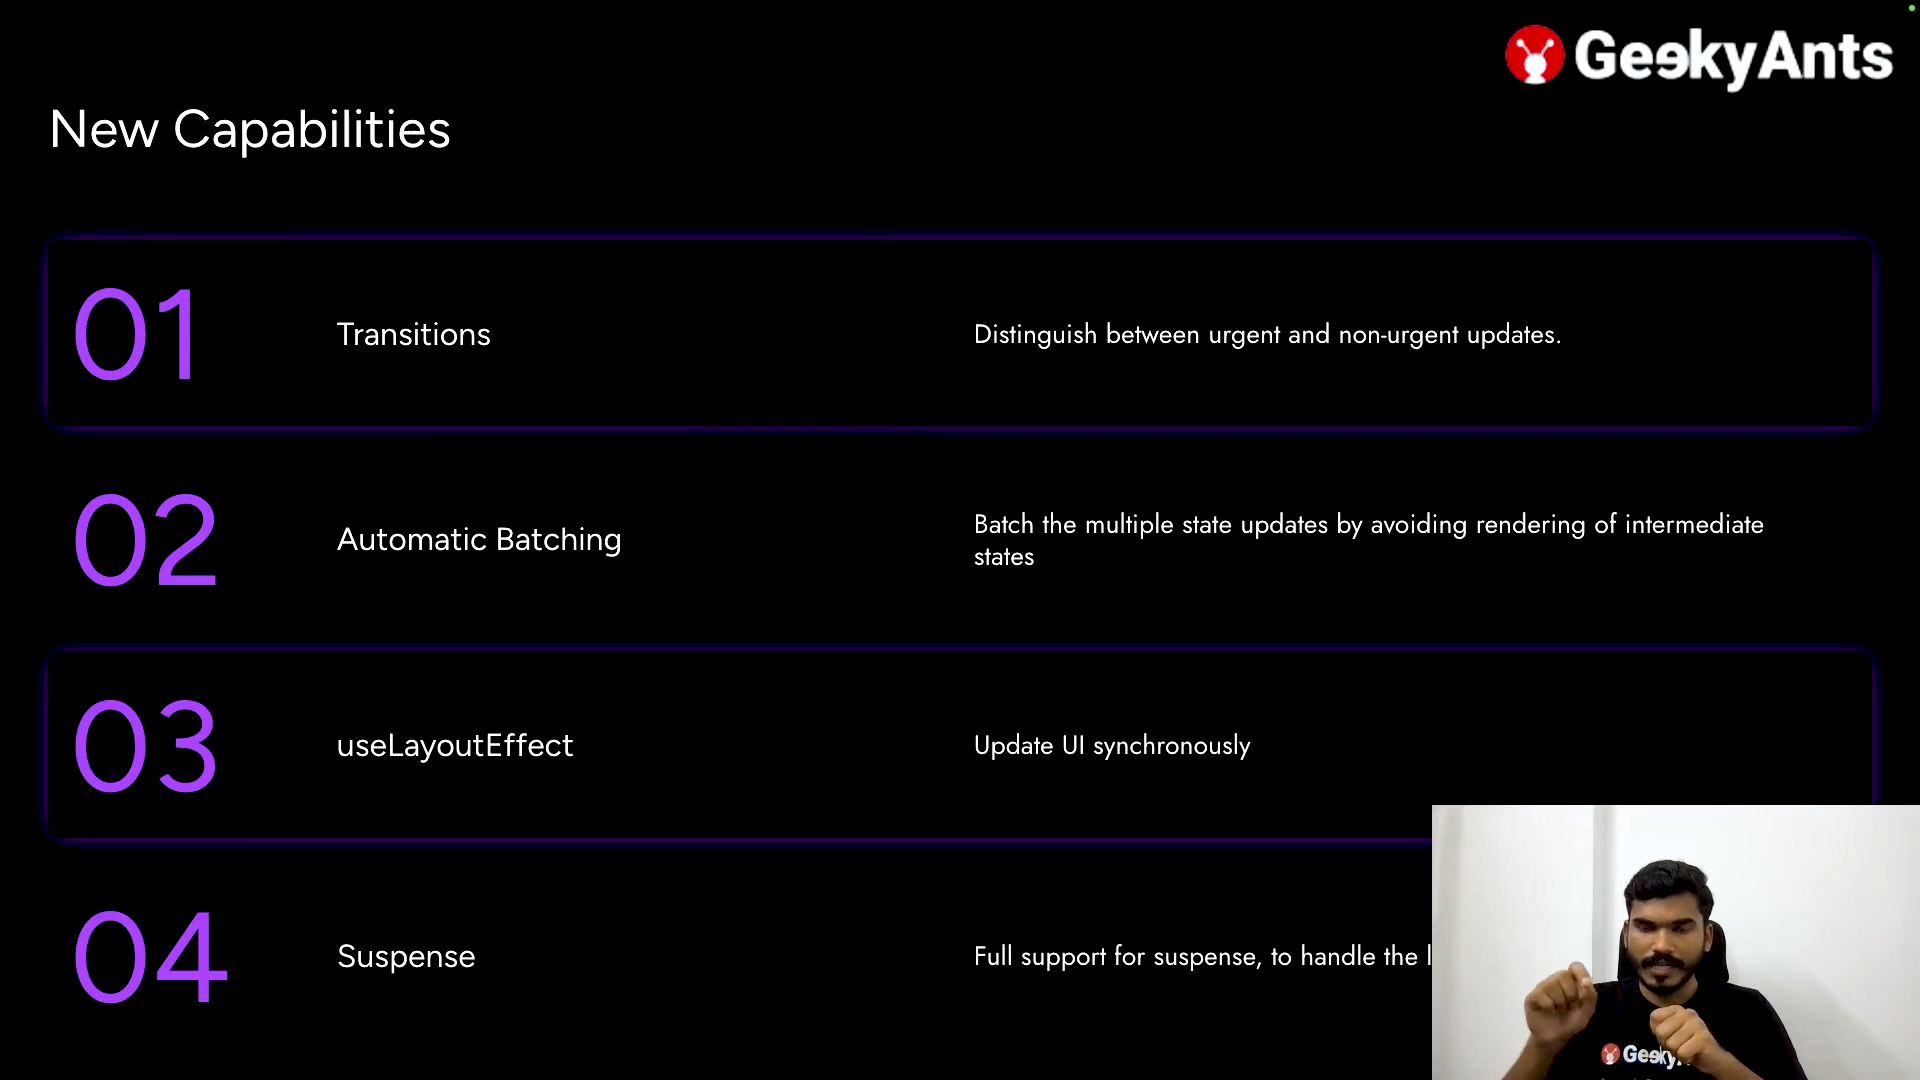 GeekyAnts
New Capabilities
01
Transitions
Distinguish between urgent and non-urgent updates.
02
Automatic Batching
Batch the multiple state updates by avoiding rendering of intermediate
states
03
useLayoutEffect
Update UI synchronously
04
Suspense
Full support for suspense, to handle the